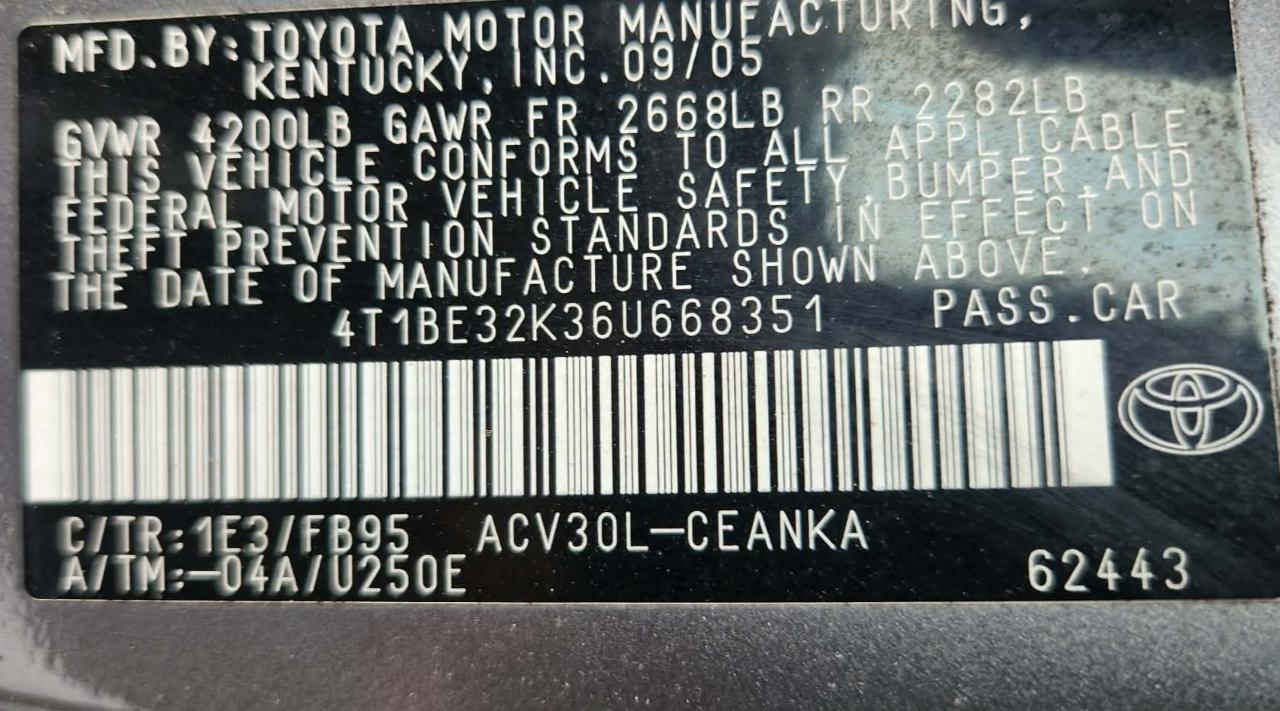 MFD.BY:TOYOTA MOTOR MANUFACTURING,
KENTUCKY, INC.09/05
GVWR 4200LB GAWR FR 2668LB RR 2282LB
THIS VEHICLE CONFORMS TO ALL APPLICABLE
FEDERAL MOTOR VEHICLE SAFETY,BUMPER,AND
THEFT PREVENTION STANDARDS IN EFFECT ON
THE DATE OF MANUFACTURE SHOWN ABOVE.
4T1BE32K36U668351 PASS.CAR
C/TR:1E3/FB95 ACV30L-CEANKA
A/TM:-04A/U250E 62443